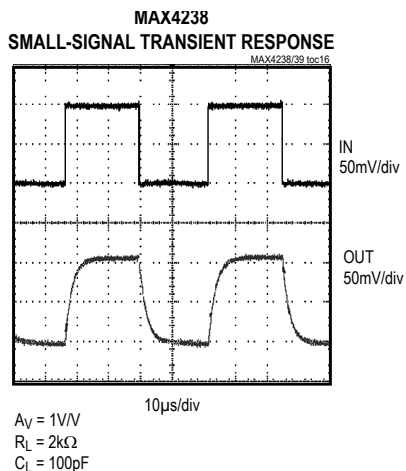 MAX4238
SMALL-SIGNAL TRANSIENT RESPONSE
MAX4238/39 toc16
IN
50mV/div
OUT
50mV/div
10µs/div
AV = 1V/V
RL = 2kΩ
CL = 100pF